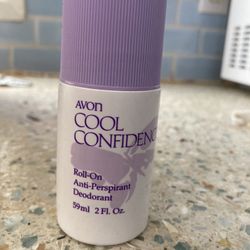 AVON
COOL
CONFIDENC
Roll-On
Anti-Perspirant
Deodorant
59ml 2 Fl. Oz.